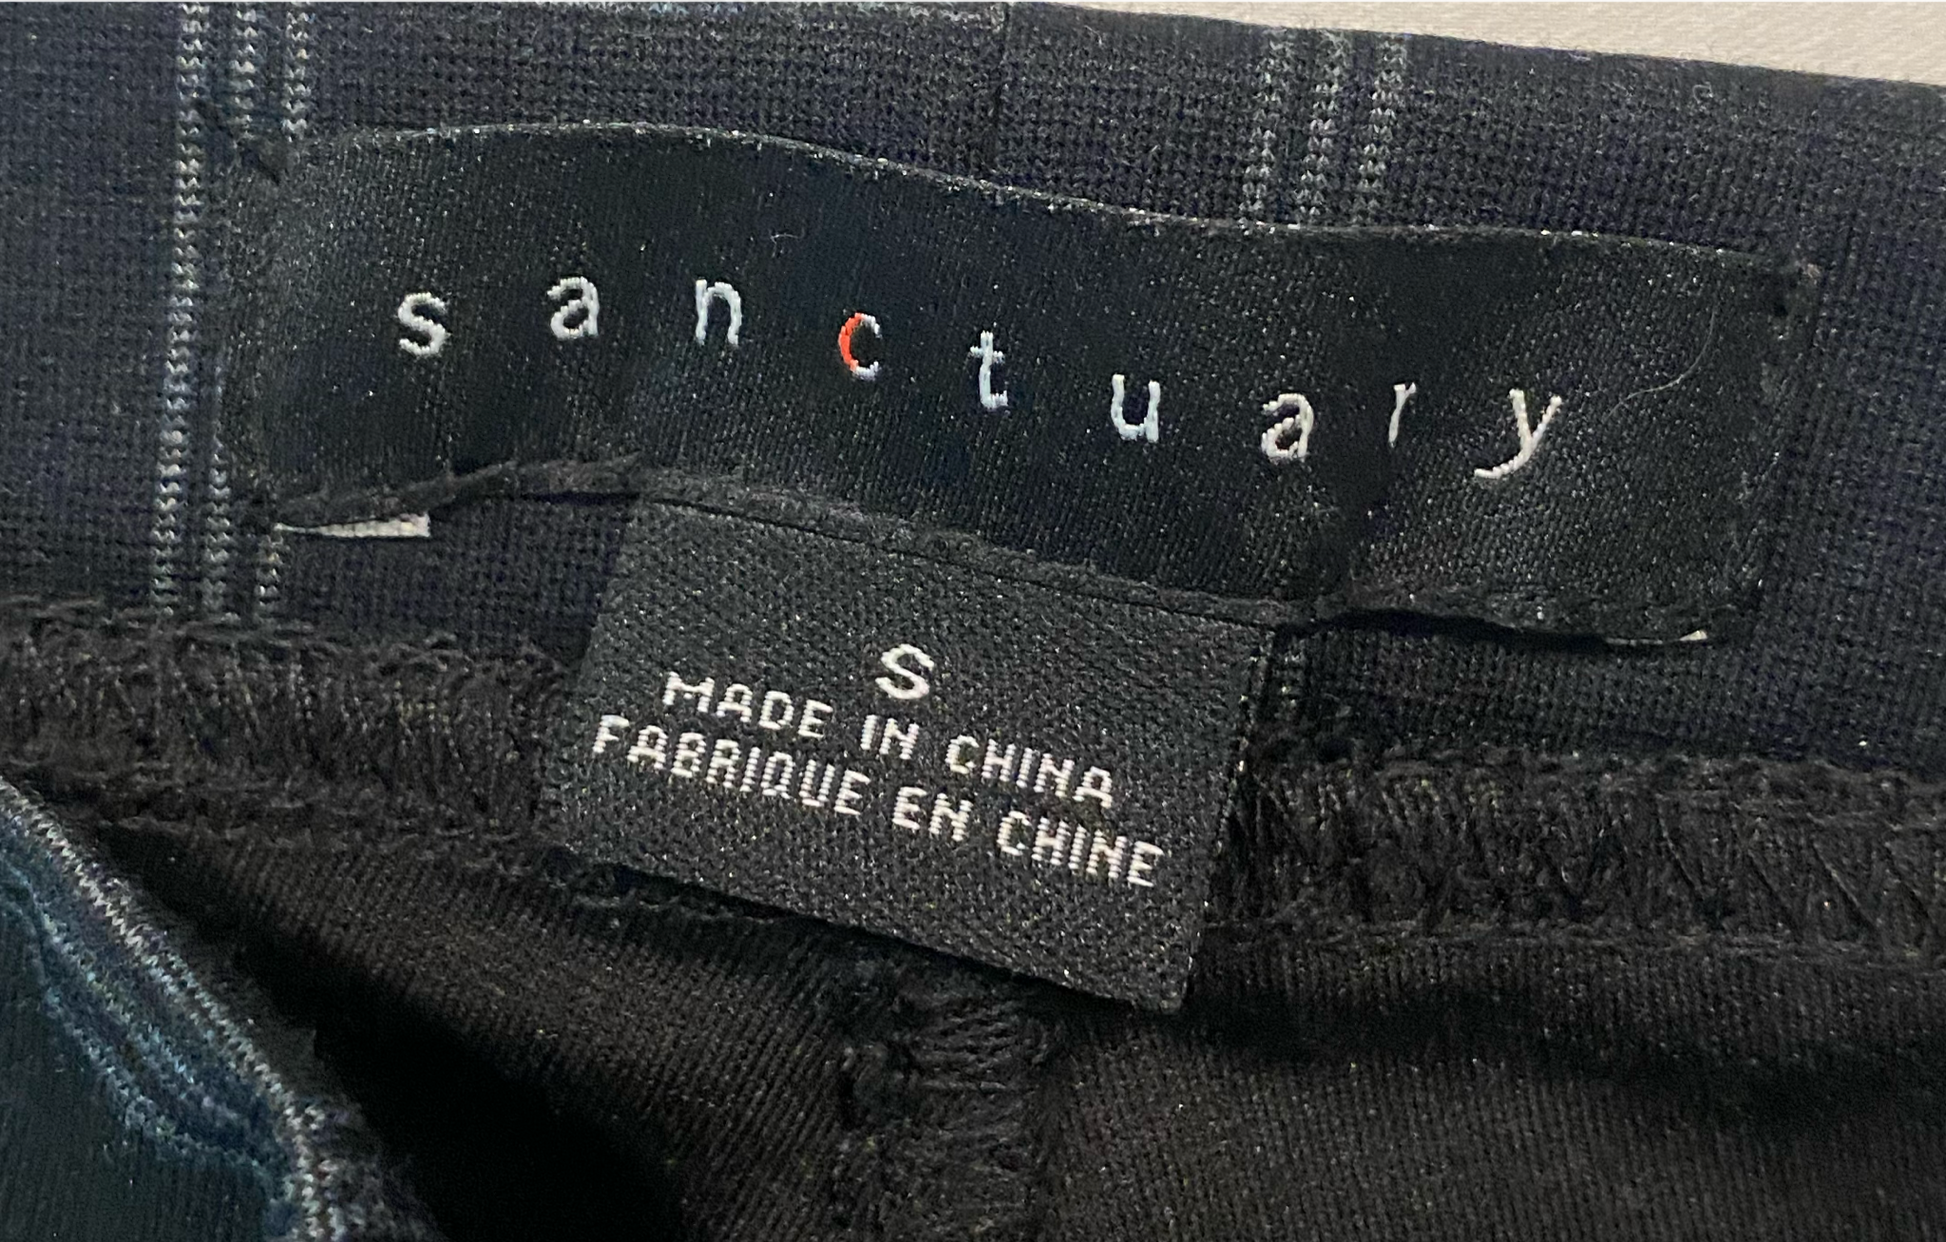 sanctuary
S
MADE IN CHINA
FABRIQUE EN CHINE